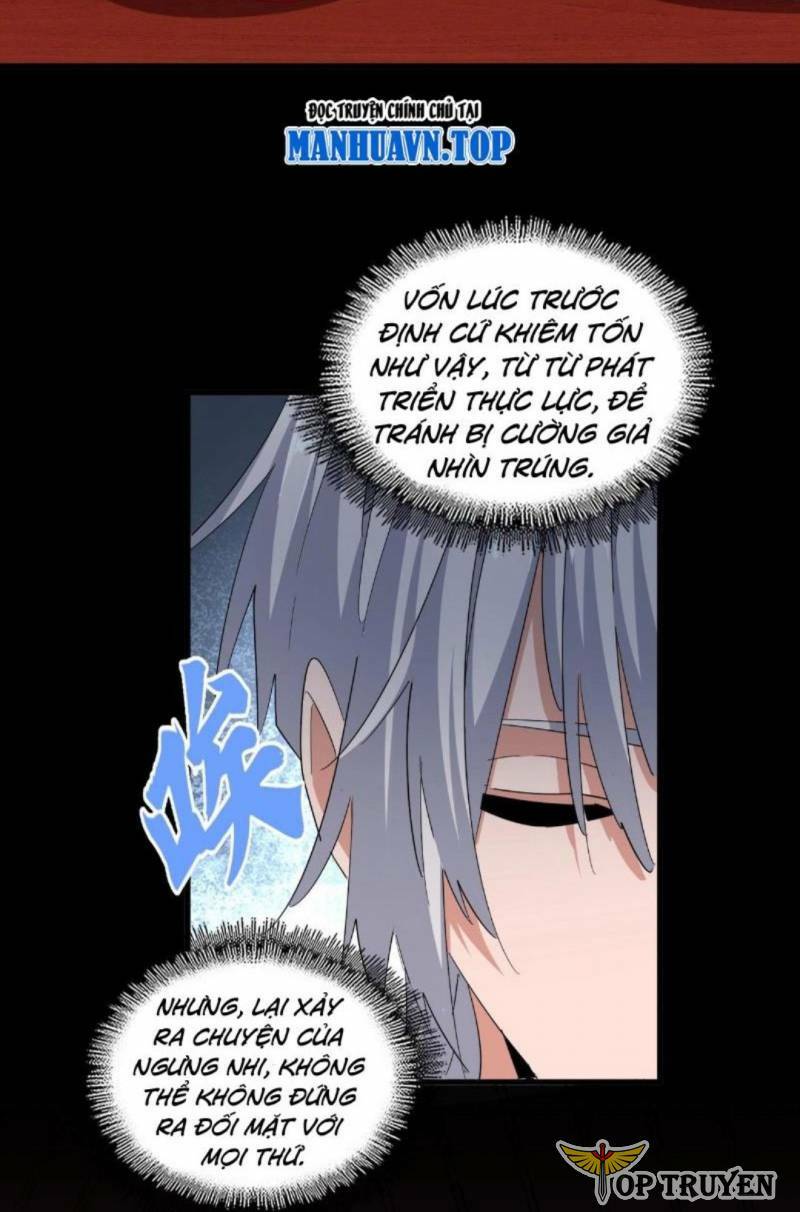 ĐỌC TRUYỆN CHÍNH CHỦ TẠI
MANHUAVN.TOP
VỐN LÚC TRƯỚC
ĐỊNH CỨ KHIÊM TỐN
NHƯ VẬY, TỪ TỪ PHÁT
TRIỂN THỰC LỰC, ĐỂ
TRÁNH BỊ CƯỜNG GIẢ
NHÌN TRÚNG.
唉
NHƯNG, LẠI XẢY
RA CHUYỆN CỦA
NGƯNG NHI, KHÔNG
THỂ KHÔNG ĐỨNG
RA ĐỐI MẶT VỚI
MỌI THỨ.
TOP TRUYEN